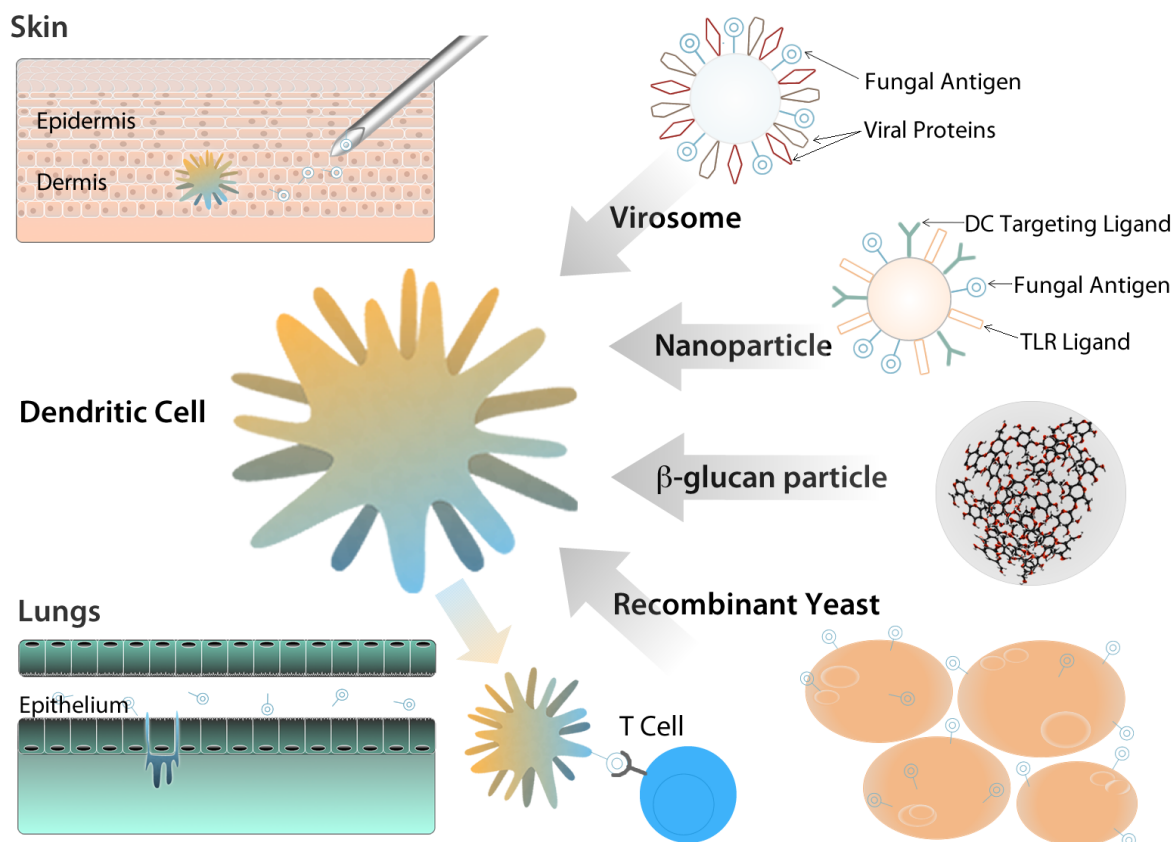 Skin
Epidermis
Dermis
Fungal Antigen
Viral Proteins
Virosome
DC Targeting Ligand
Fungal Antigen
TLR Ligand
Nanoparticle
Dendritic Cell
β-glucan particle
Recombinant Yeast
Lungs
Epithelium
T Cell